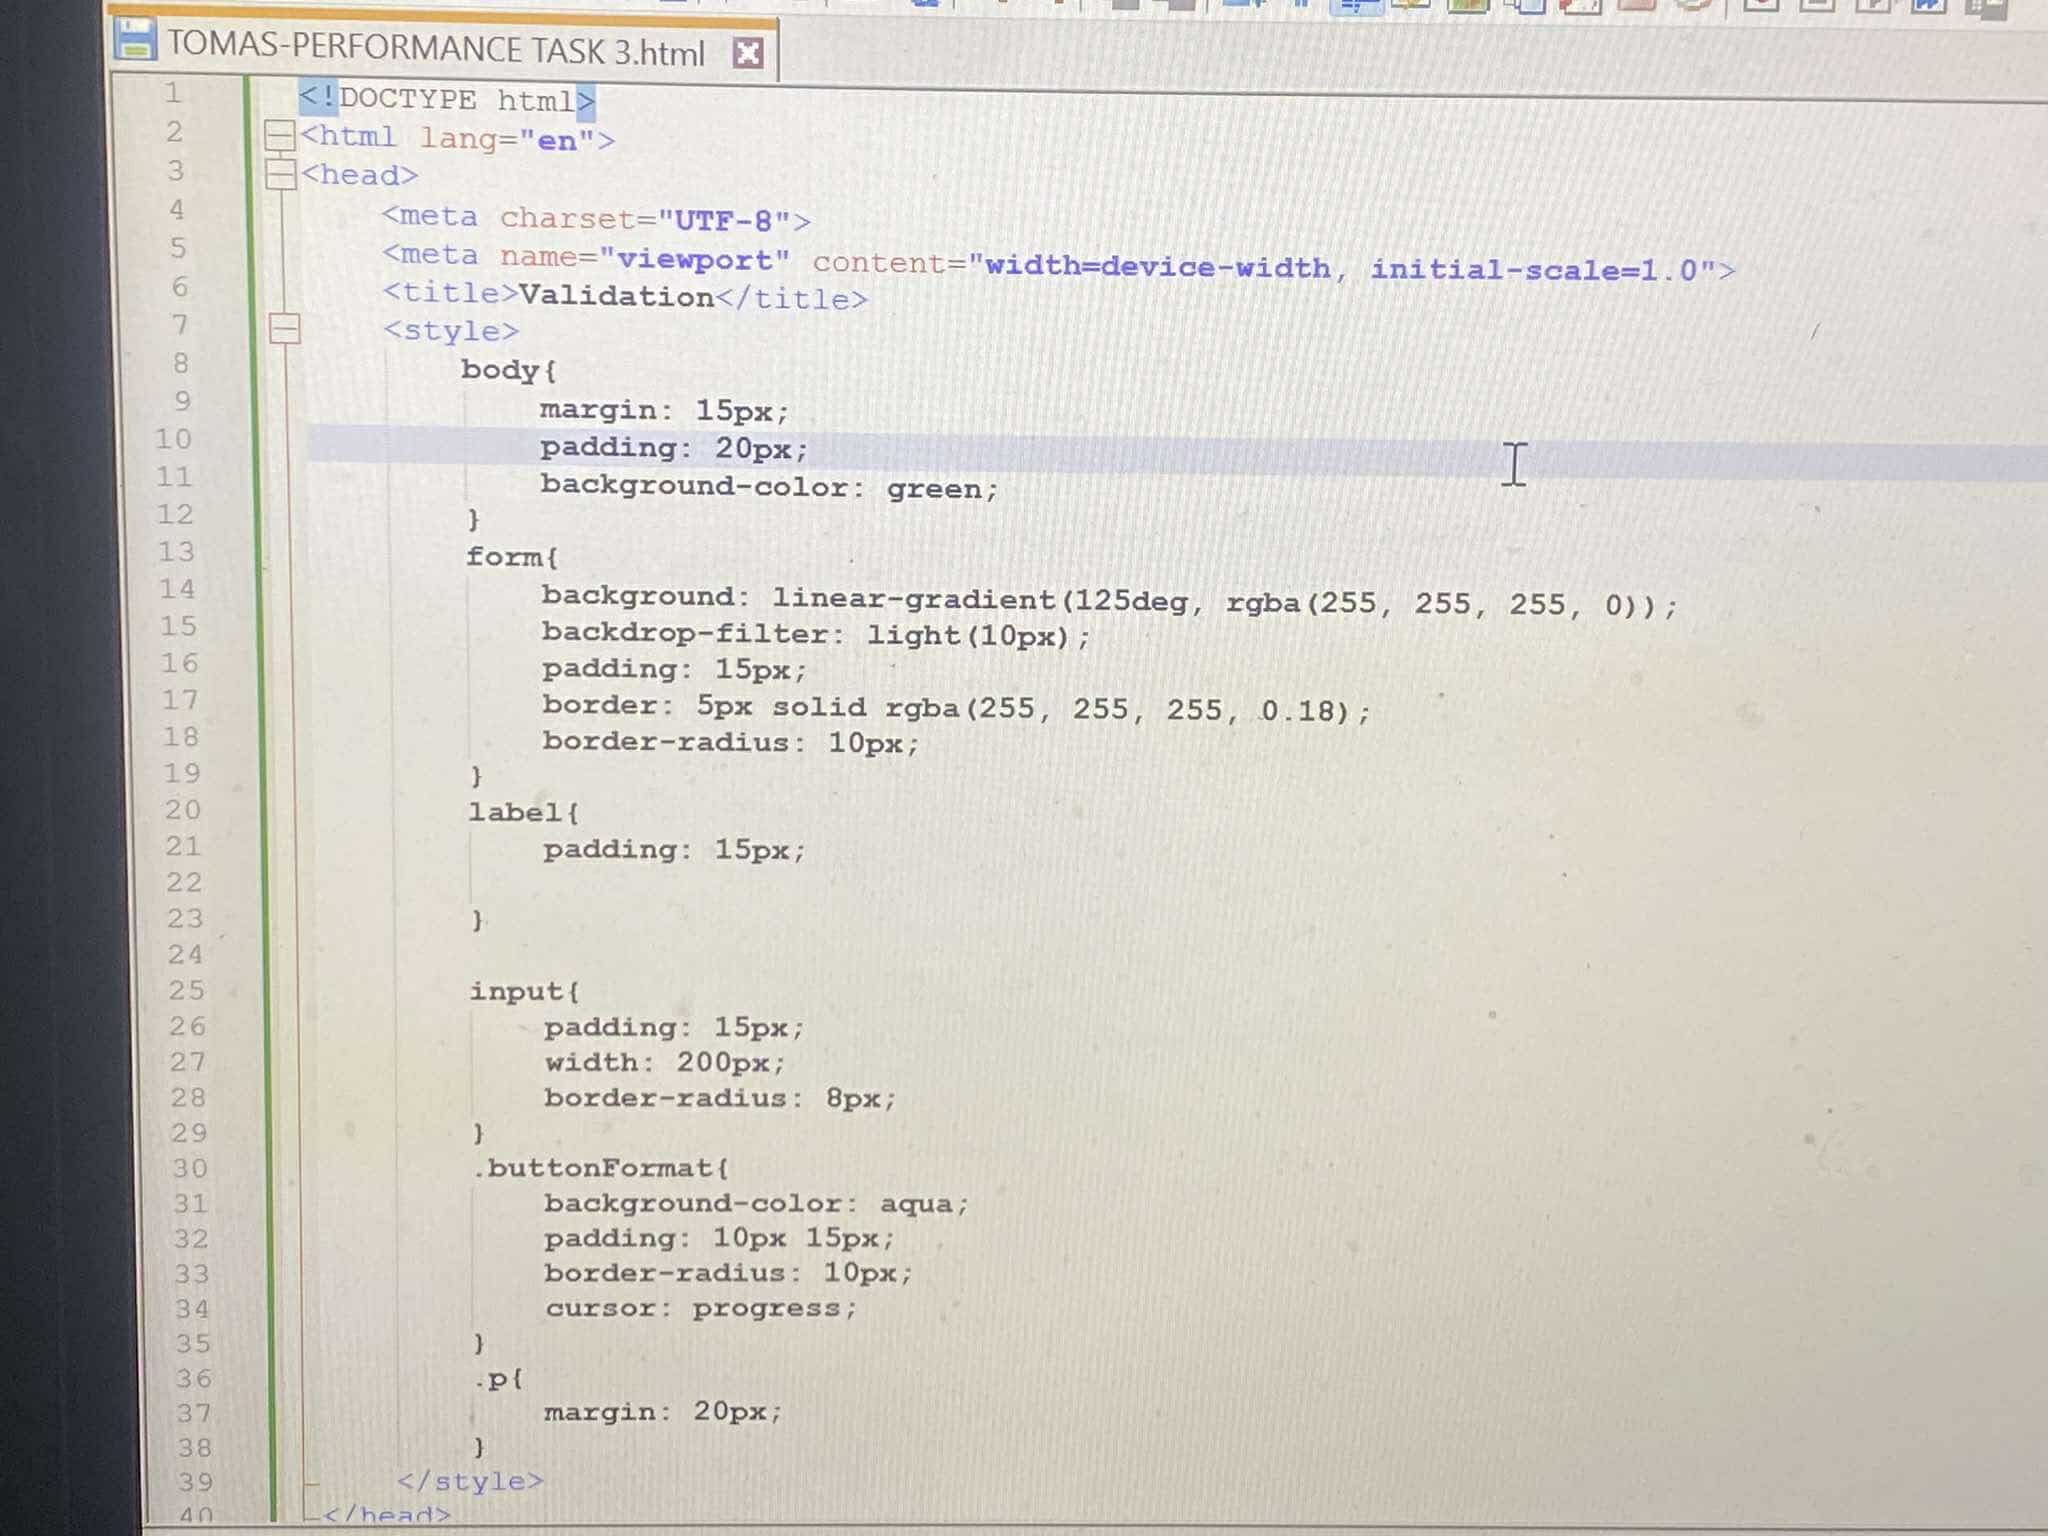 TOMAS-PERFORMANCE TASK 3.html
1 <!DOCTYPE html>
2 <html lang="en">
3 <head>
4 <meta charset="UTF-8">
5 <meta name="viewport" content="width=device-width, initial-scale=1.0">
6 <title>Validation</title>
7 <style>
8 body{
9 margin: 15px;
10 padding: 20px;
11 background-color: green;
12 }
13 form{
14 background: linear-gradient(125deg, rgba(255, 255, 255, 0));
15 backdrop-filter: light(10px);
16 padding: 15px;
17 border: 5px solid rgba(255, 255, 255, 0.18);
18 border-radius: 10px;
19 }
20 label{
21 padding: 15px;
22
23 }
24
25 input{
26 padding: 15px;
27 width: 200px;
28 border-radius: 8px;
29 }
30 .buttonFormat{
31 background-color: aqua;
32 padding: 10px 15px;
33 border-radius: 10px;
34 cursor: progress;
35 }
36 .p{
37 margin: 20px;
38 }
39 </style>
40 </head>